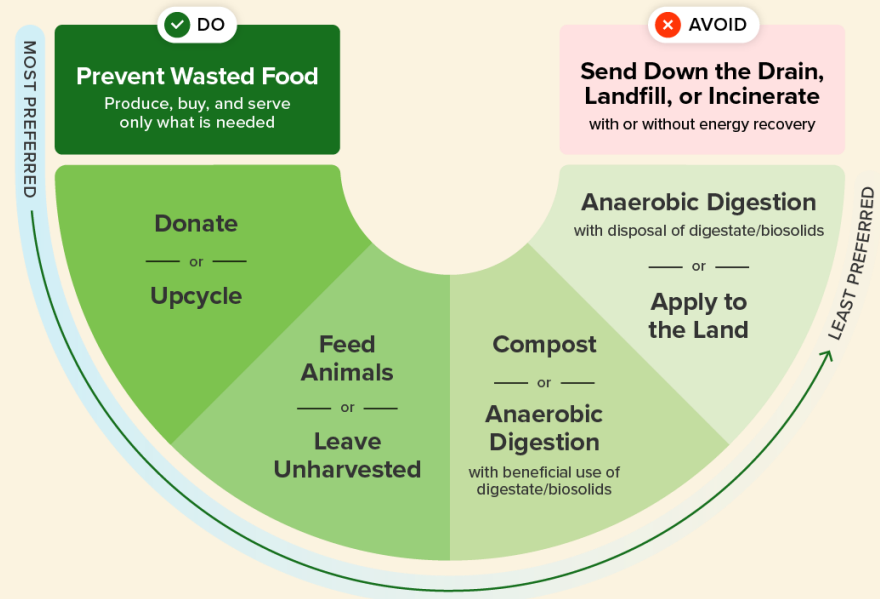 DO
AVOID
MOST PREFERRED
Prevent Wasted Food
Produce, buy, and serve
only what is needed
Send Down the Drain,
Landfill, or Incinerate
with or without energy recovery
Donate
or
Upcycle
Feed
Animals
or
Leave
Unharvested
Compost
or
Anaerobic
Digestion
with beneficial use of
digestate/biosolids
Anaerobic Digestion
with disposal of digestate/biosolids
or
Apply to
the Land
LEAST PREFERRED